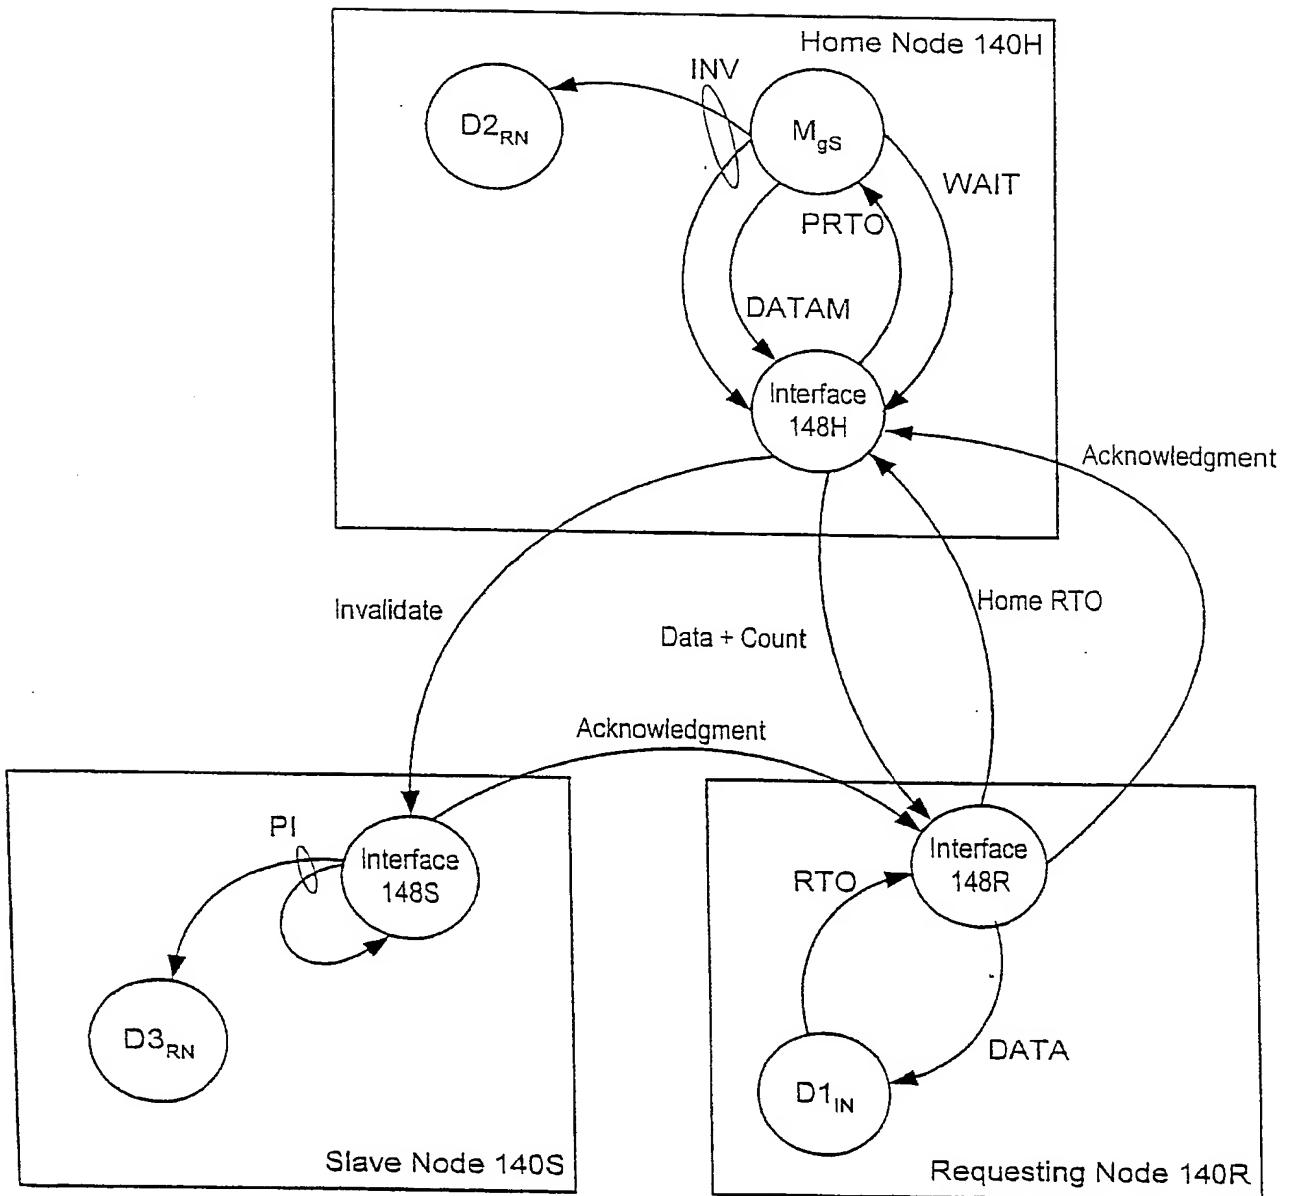 Home Node 140H
INV
D2RN
MgS
WAIT
PRTO
DATAM
Interface
148H
Acknowledgment
Invalidate
Home RTO
Data + Count
Acknowledgment
PI
Interface
148S
Interface
148R
RTO
D3RN
DATA
D1IN
Slave Node 140S
Requesting Node 140R